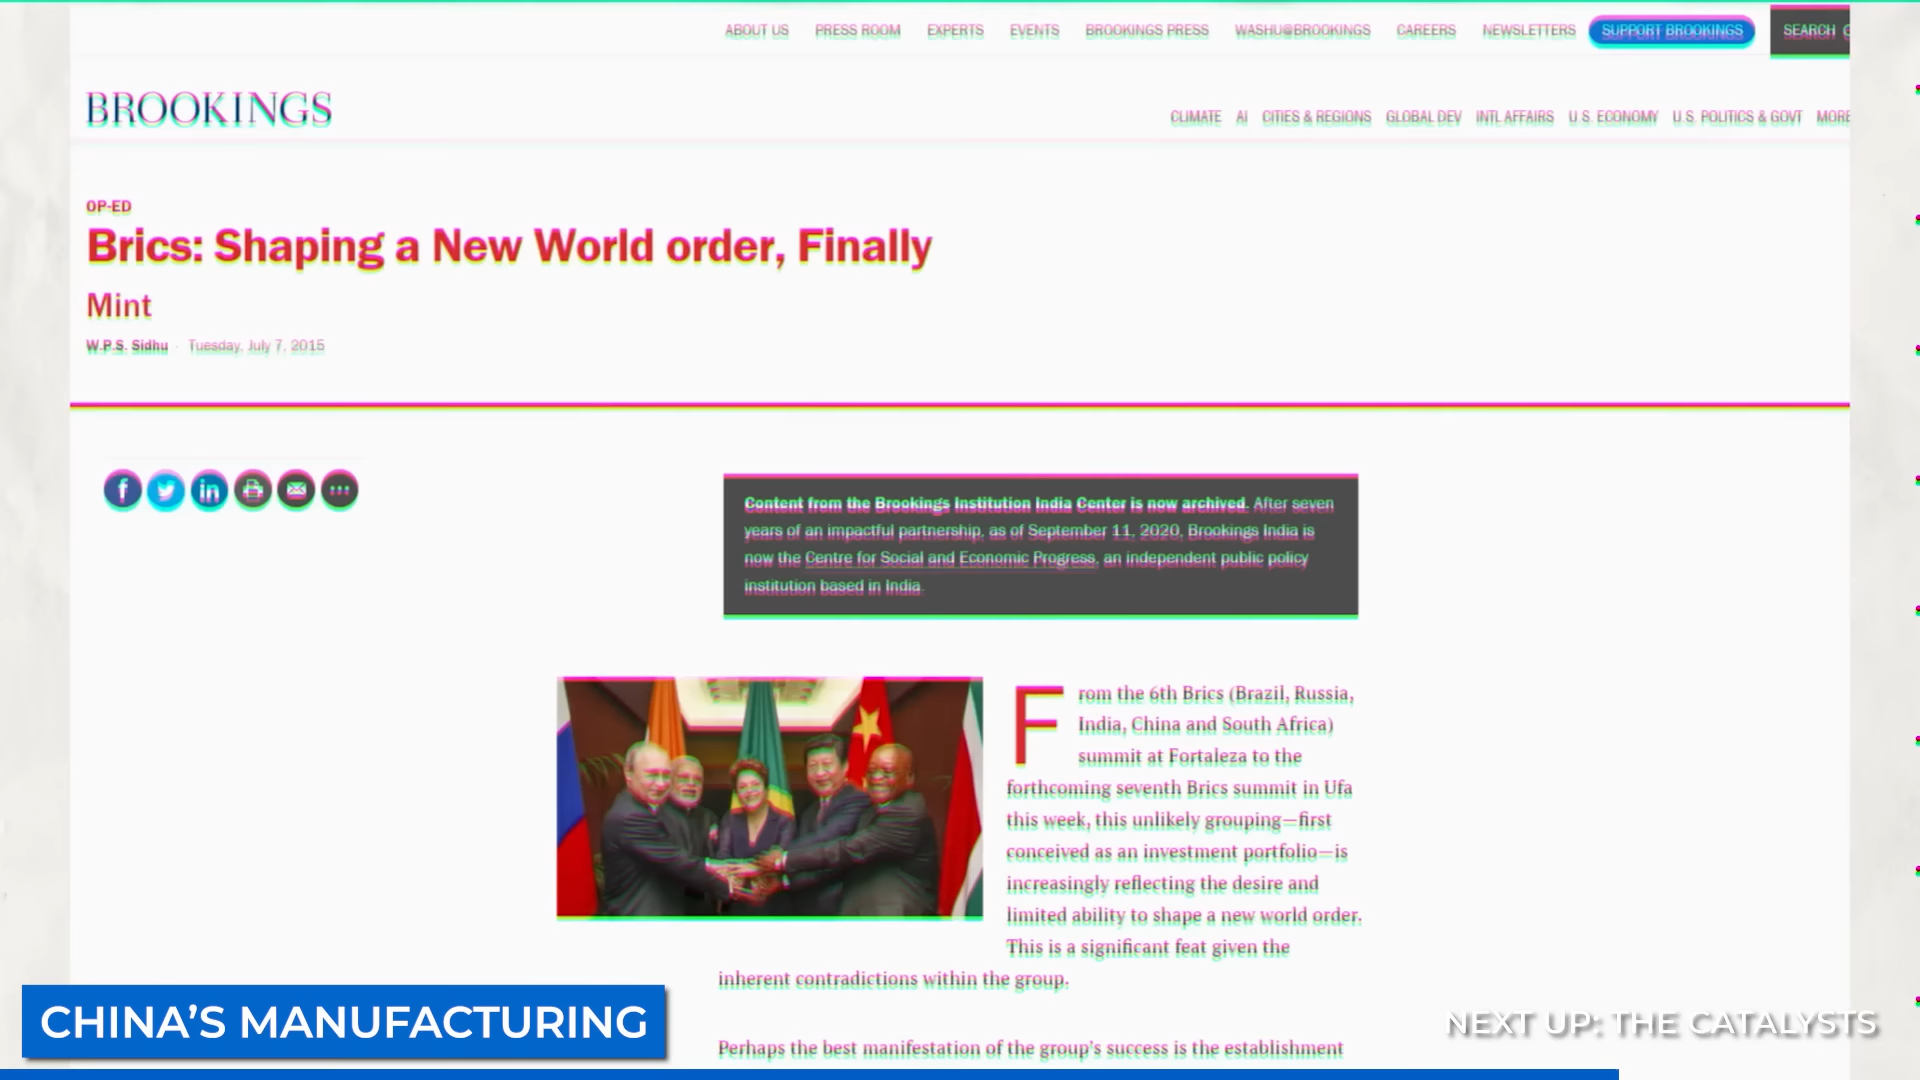 ABOUT US PRESS ROOM EXPERTS EVENTS BROOKINGS PRESS WASHU@BROOKINGS CAREERS NEWSLETTERS SUPPORT BROOKINGS SEARCH
BROOKINGS
CLIMATE AI CITIES & REGIONS GLOBAL DEV INTL AFFAIRS U.S. ECONOMY U.S. POLITICS & GOVT MORE
OP-ED
Brics: Shaping a New World order, Finally
Mint
W.P.S. Sidhu · Tuesday, July 7, 2015
Content from the Brookings Institution India Center is now archived. After seven
years of an impactful partnership, as of September 11, 2020, Brookings India is
now the Centre for Social and Economic Progress, an independent public policy
institution based in India.
From the 6th Brics (Brazil, Russia,
India, China and South Africa)
summit at Fortaleza to the
forthcoming seventh Brics summit in Ufa
this week, this unlikely grouping—first
conceived as an investment portfolio—is
increasingly reflecting the desire and
limited ability to shape a new world order.
This is a significant feat given the
inherent contradictions within the group.
Perhaps the best manifestation of the group's success is the establishment
CHINA'S MANUFACTURING
NEXT UP: THE CATALYSTS